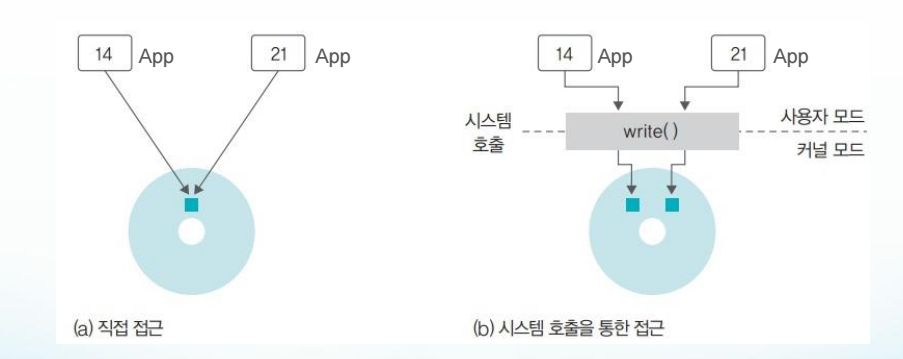 14 App
21 App
(a) 직접 접근
14 App
21 App
시스템
호출
write( )
사용자 모드
커널 모드
(b) 시스템 호출을 통한 접근